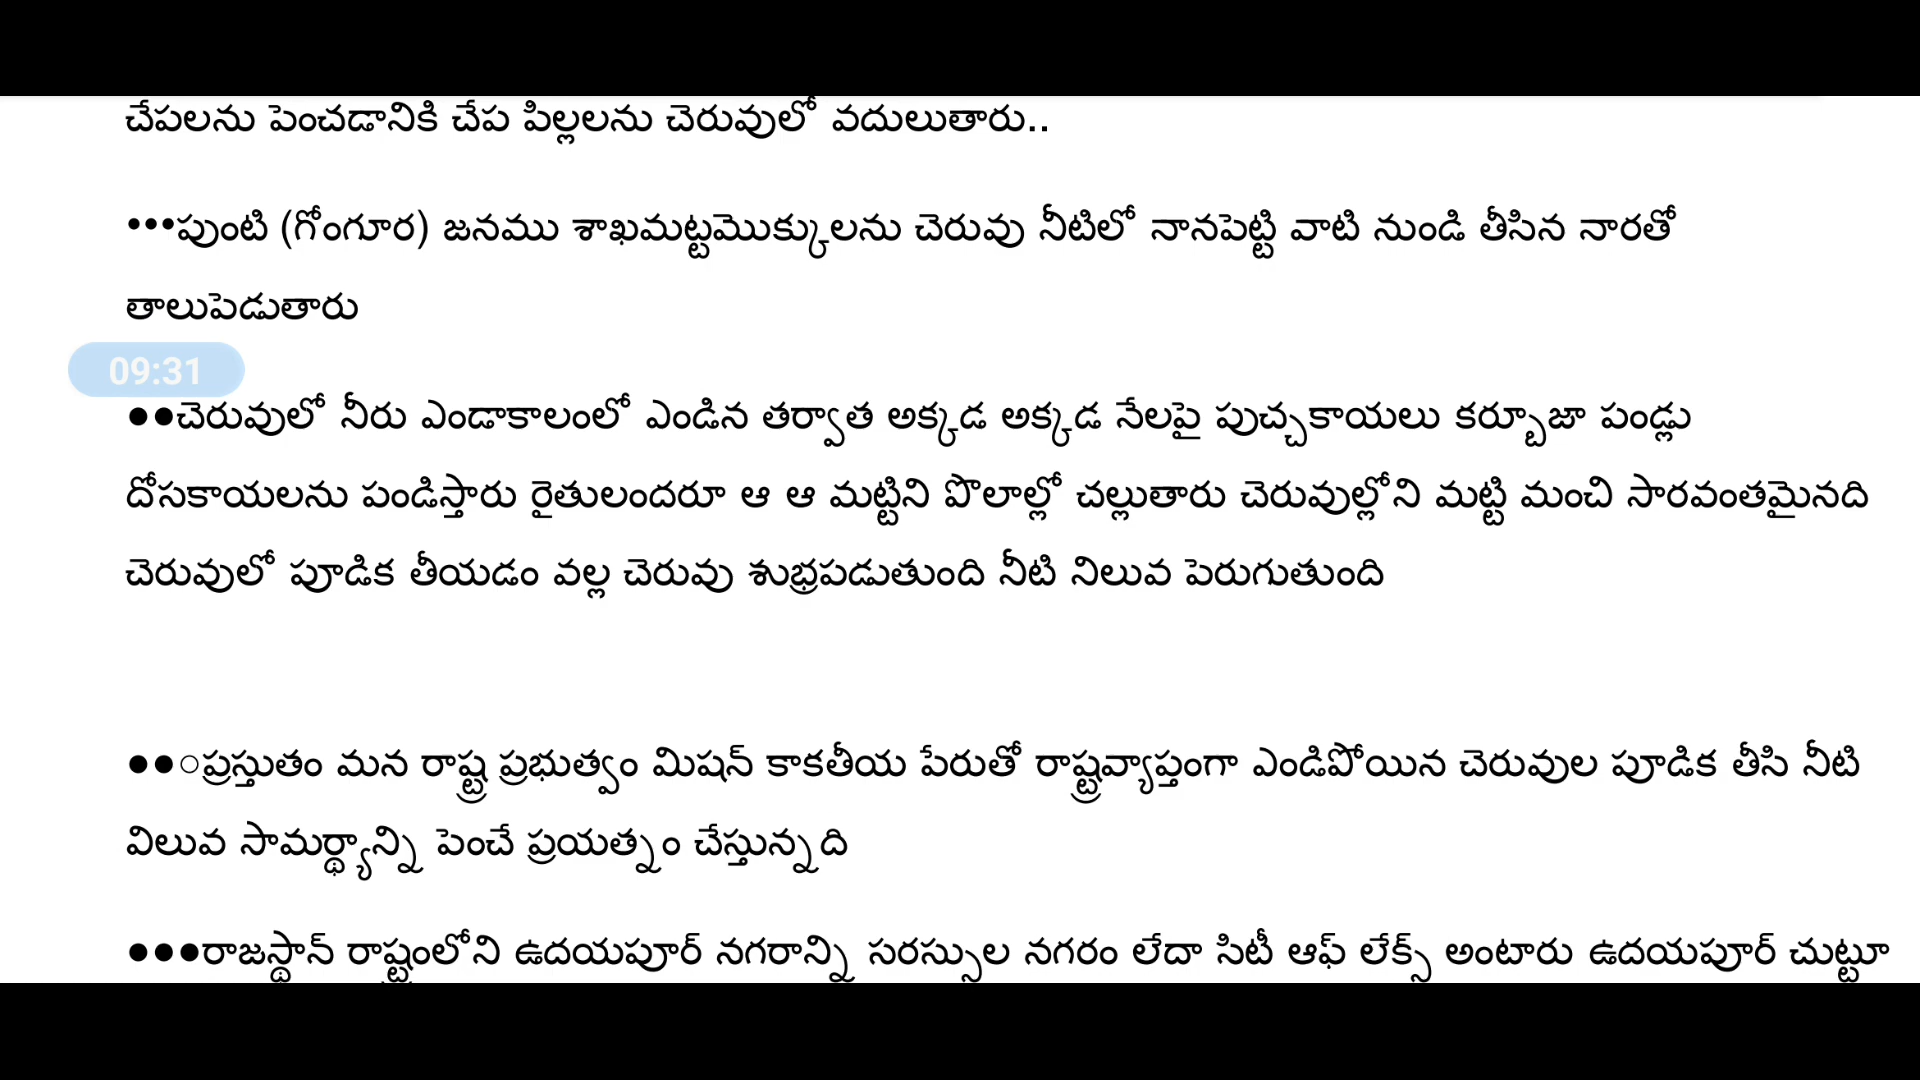 చేపలను పెంచడానికి చేప పిల్లలను చెరువులో వదులుతారు..
•••పుంటి (గోంగూర) జనము శాఖమట్టమొక్కులను చెరువు నీటిలో నానపెట్టి వాటి నుండి తీసిన నారతో
తాలుపెడుతారు
09:31
●●చెరువులో నీరు ఎండాకాలంలో ఎండిన తర్వాత అక్కడ అక్కడ నేలపై పుచ్చకాయలు కర్బూజా పండ్లు
దోసకాయలను పండిస్తారు రైతులందరూ ఆ ఆ మట్టిని పొలాల్లో చల్లుతారు చెరువుల్లోని మట్టి మంచి సారవంతమైనది
చెరువులో పూడిక తీయడం వల్ల చెరువు శుభ్రపడుతుంది నీటి నిలువ పెరుగుతుంది
●●○ప్రస్తుతం మన రాష్ట్ర ప్రభుత్వం మిషన్ కాకతీయ పేరుతో రాష్ట్రవ్యాప్తంగా ఎండిపోయిన చెరువుల పూడిక తీసి నీటి
విలువ సామర్థ్యాన్ని పెంచే ప్రయత్నం చేస్తున్నది
●●●రాజస్థాన్ రాష్ట్రంలోని ఉదయపూర్ నగరాన్ని సరస్సుల నగరం లేదా సిటీ ఆఫ్ లేక్స్ అంటారు ఉదయపూర్ చుట్టూ